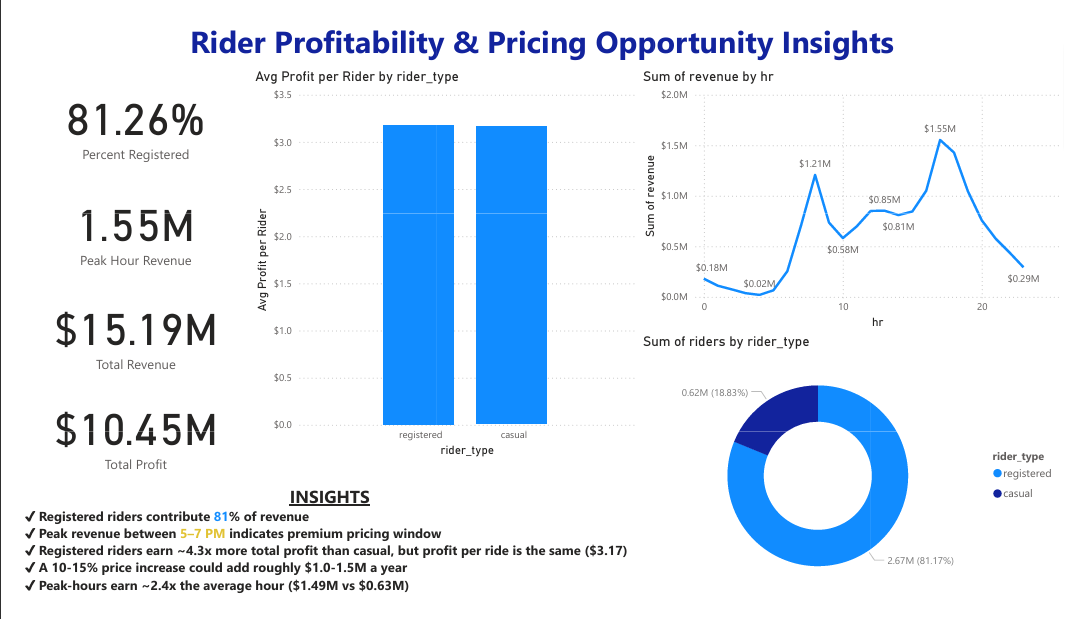 Rider Profitability & Pricing Opportunity Insights
81.26%
Percent Registered
1.55M
Peak Hour Revenue
$15.19M
Total Revenue
$10.45M
Total Profit
Avg Profit per Rider by rider_type
Avg Profit per Rider
$3.5
$3.0
$2.5
$2.0
$1.5
$1.0
$0.5
$0.0
registered
casual
rider_type
Sum of revenue by hr
Sum of revenue
$2.0M
$1.5M
$1.0M
$0.5M
$0.0M
$0.18M
$0.02M
$1.21M
$0.58M
$0.85M
$0.81M
$1.55M
$0.29M
0
10
20
hr
Sum of riders by rider_type
0.62M (18.83%)
2.67M (81.17%)
rider_type
registered
casual
INSIGHTS
✓ Registered riders contribute 81% of revenue
✓ Peak revenue between 5–7 PM indicates premium pricing window
✓ Registered riders earn ~4.3x more total profit than casual, but profit per ride is the same ($3.17)
✓ A 10-15% price increase could add roughly $1.0-1.5M a year
✓ Peak-hours earn ~2.4x the average hour ($1.49M vs $0.63M)